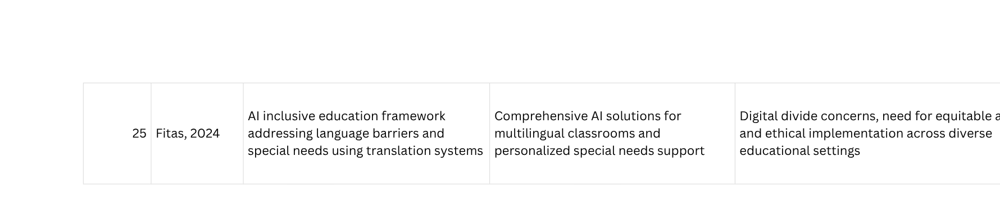 25
Fitas, 2024
AI inclusive education framework
addressing language barriers and
special needs using translation systems
Comprehensive AI solutions for
multilingual classrooms and
personalized special needs support
Digital divide concerns, need for equitable
and ethical implementation across diverse
educational settings